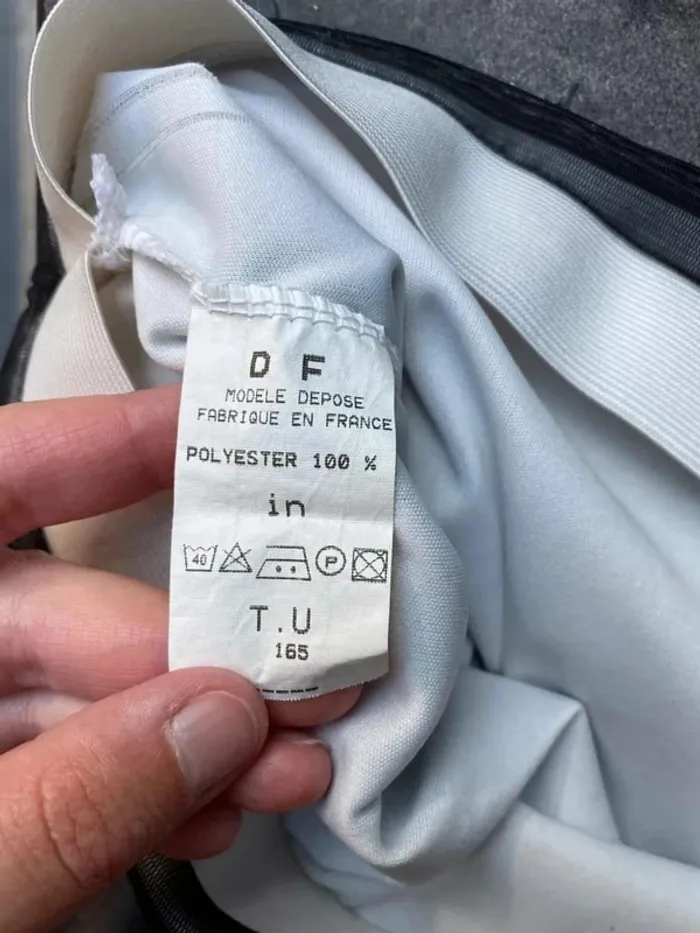 D F
MODELE DEPOSE
FABRIQUE EN FRANCE
POLYESTER 100 %
in
40 P
T.U
165